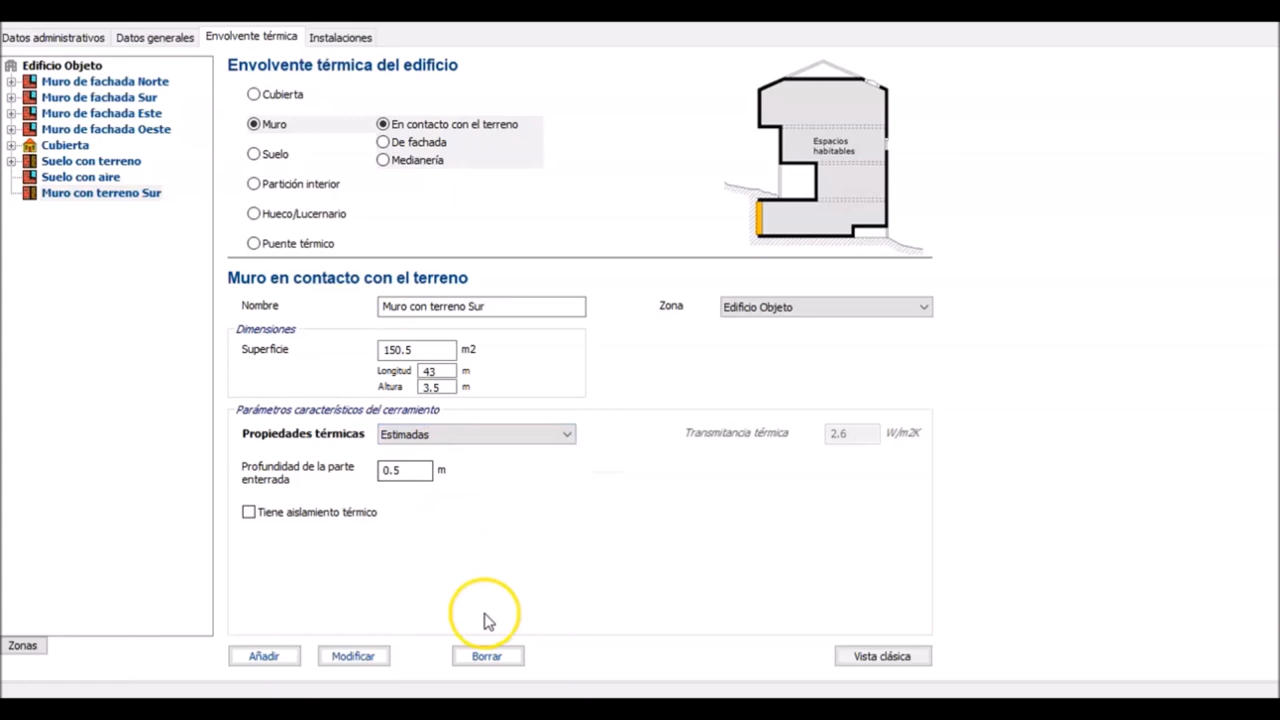 Datos administrativos Datos generales Envolvente térmica Instalaciones
Edificio Objeto
Muro de fachada Norte
Muro de fachada Sur
Muro de fachada Este
Muro de fachada Oeste
Cubierta
Suelo con terreno
Suelo con aire
Muro con terreno Sur
Zonas
Envolvente térmica del edificio
Cubierta
Muro
En contacto con el terreno
De fachada
Medianería
Suelo
Partición interior
Hueco/Lucernario
Puente térmico
Espacios
habitables
Muro en contacto con el terreno
Nombre Muro con terreno Sur Zona Edificio Objeto
Dimensiones
Superficie 150.5 m2
Longitud 43 m
Altura 3.5 m
Parámetros característicos del cerramiento
Propiedades térmicas Estimadas Transmitancia térmica 2.6 W/m2K
Profundidad de la parte
enterrada 0.5 m
Tiene aislamiento térmico
Añadir Modificar Borrar Vista clásica